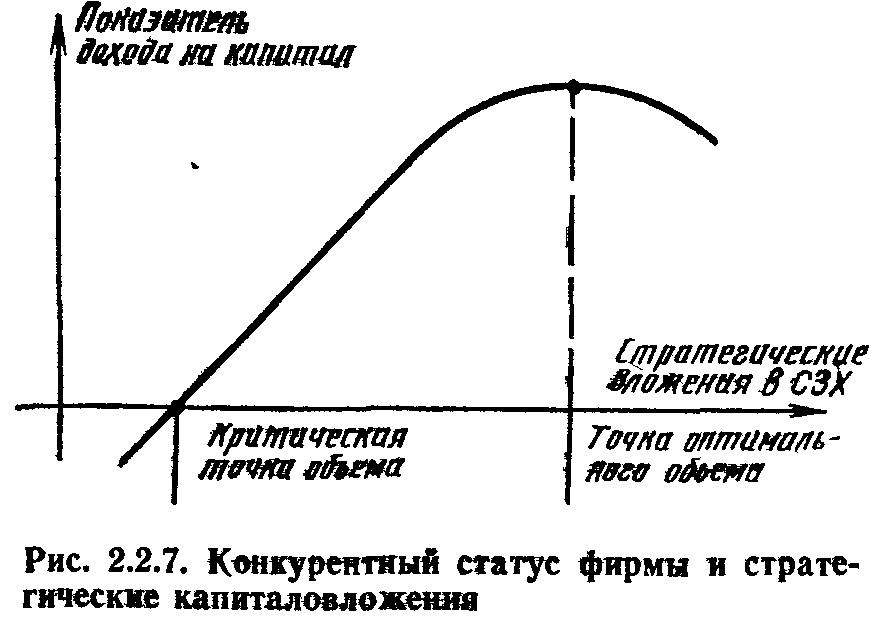 Показатель
дохода на капитал
Стратегические
вложения в СЗХ
Критическая
точка объема
Точка оптималь-
ного объема
Рис. 2.2.7. Конкурентный статус фирмы и страте-
гические капиталовложения